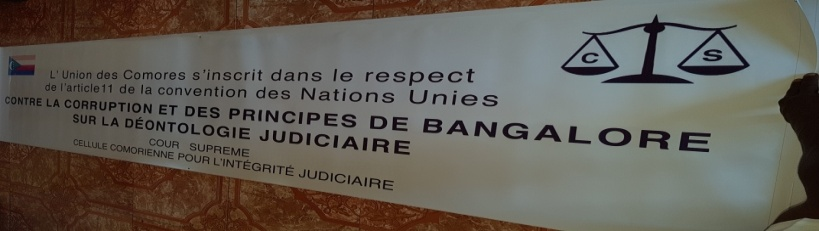 L' Union des Comores s'inscrit dans le respect
de l'article11 de la convention des Nations Unies
CONTRE LA CORRUPTION ET DES PRINCIPES DE BANGALORE
SUR LA DÉONTOLOGIE JUDICIAIRE
COUR SUPREME
CELLULE COMORIENNE POUR L'INTÉGRITÉ JUDICIAIRE
C S